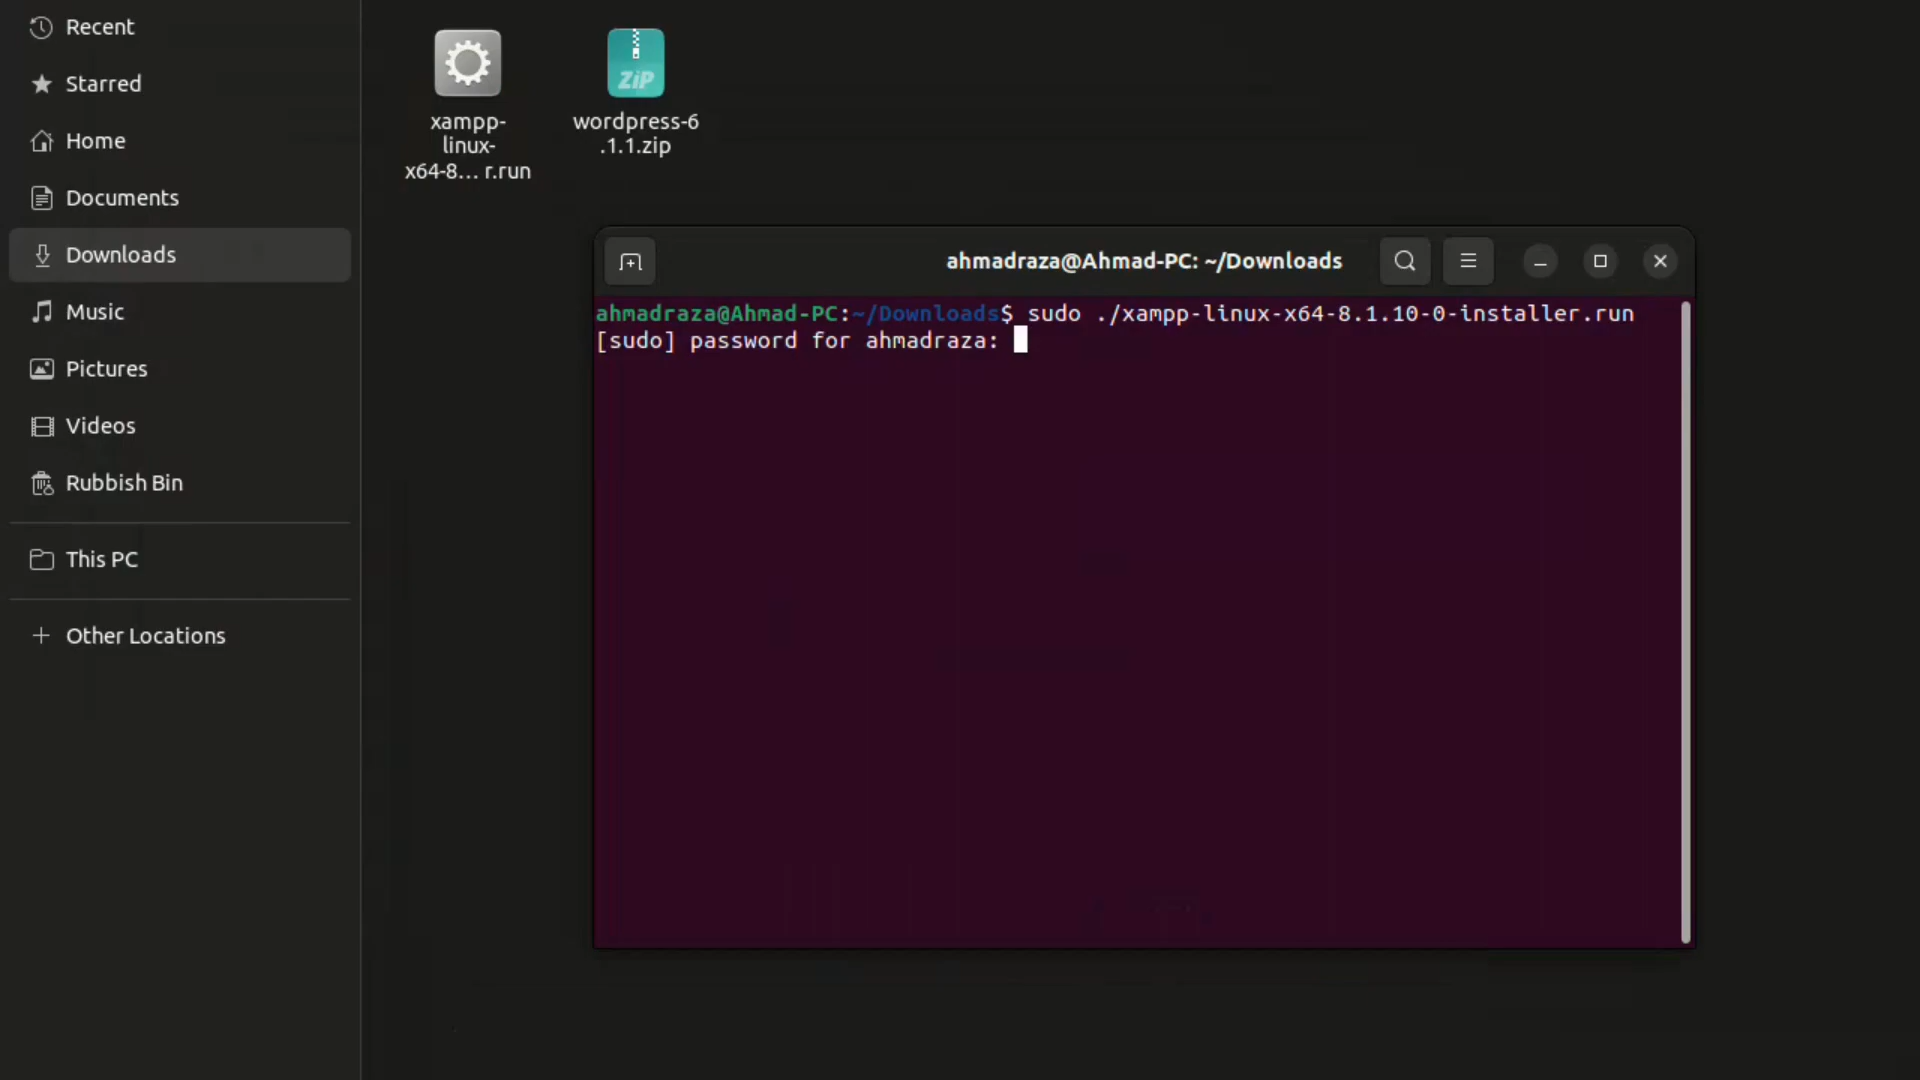 Recent
Starred
Home
Documents
Downloads
Music
Pictures
Videos
Rubbish Bin
This PC
Other Locations
xampp-
linux-
x64-8... r.run
ZiP
wordpress-6
.1.1.zip
ahmadraza@Ahmad-PC: ~/Downloads
ahmadraza@Ahmad-PC:~/Downloads$ sudo ./xampp-linux-x64-8.1.10-0-installer.run
[sudo] password for ahmadraza: